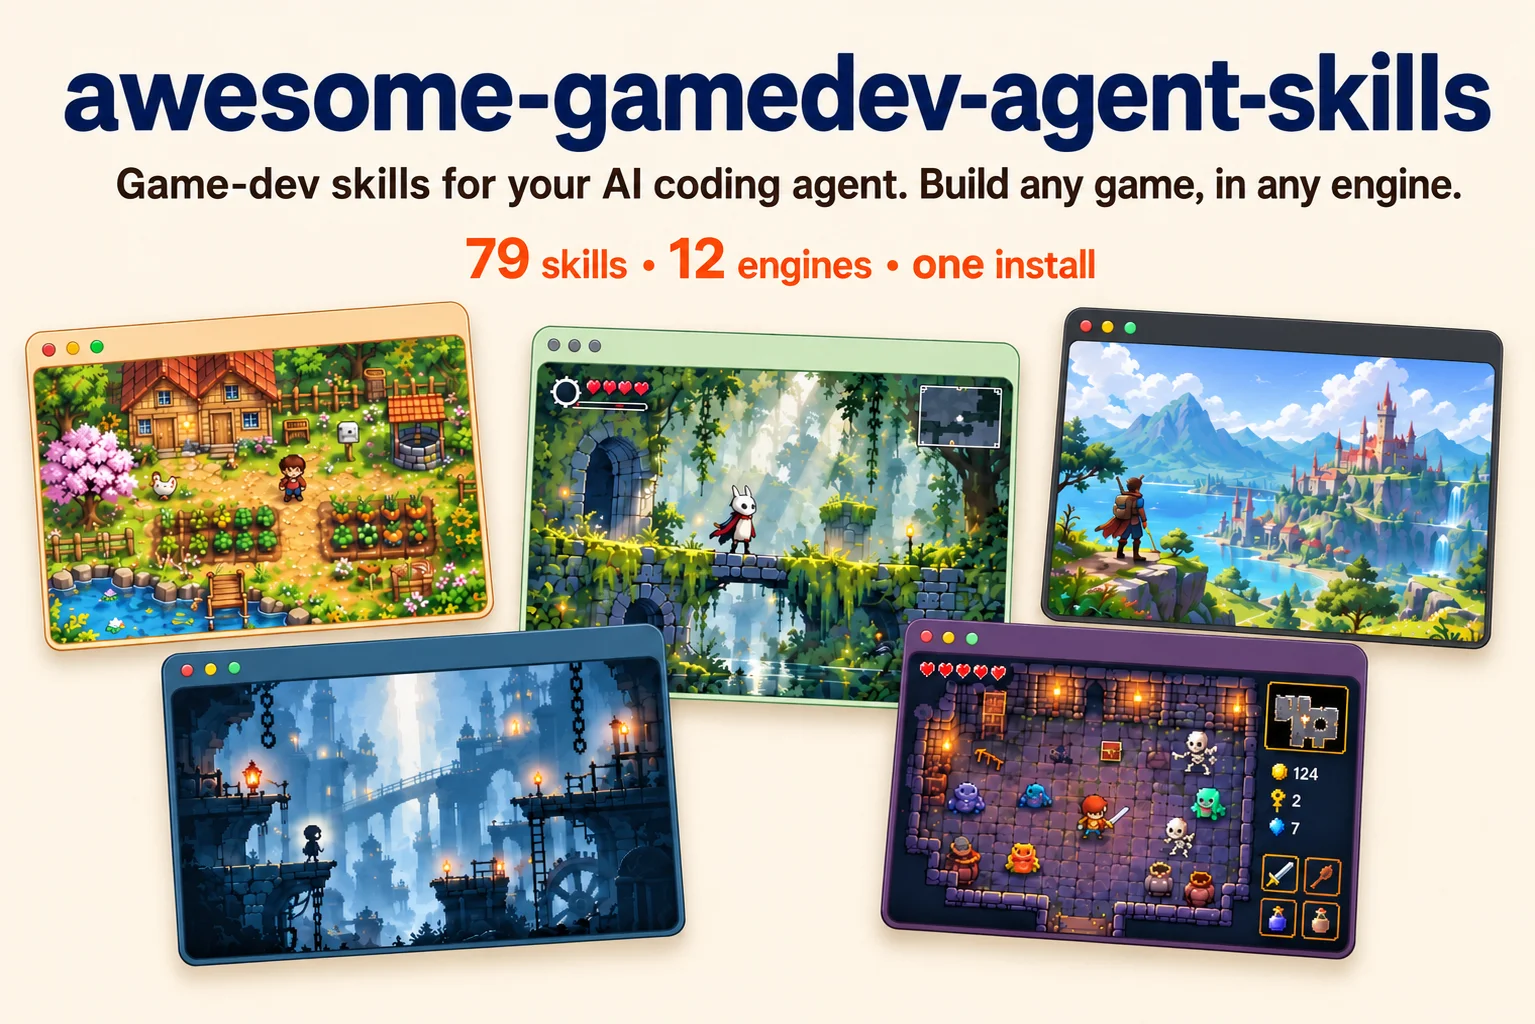 awesome-gamedev-agent-skills
Game-dev skills for your AI coding agent. Build any game, in any engine.
79 skills • 12 engines • one install
124
2
7